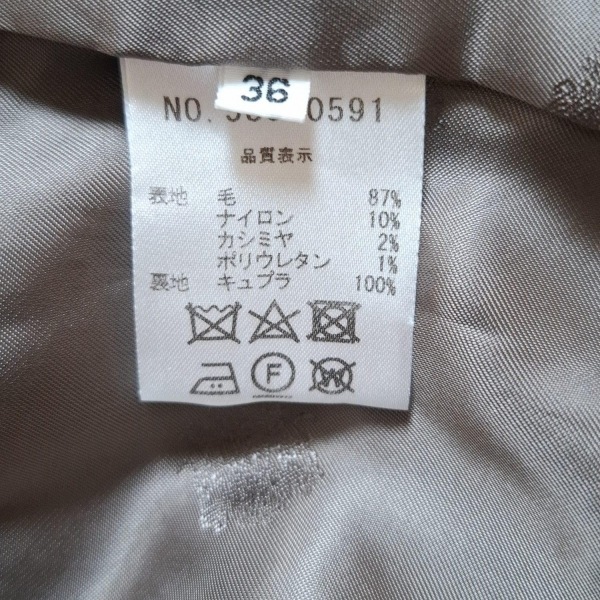 36
NO. 0591
品質表示
表地 毛 87%
ナイロン 10%
カシミヤ 2%
ポリウレタン 1%
裏地 キュプラ 100%
F
W